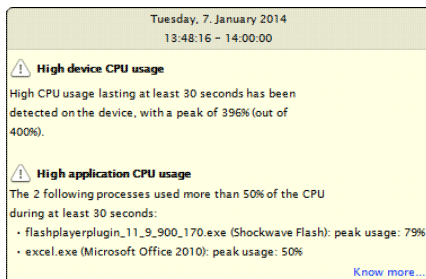 Tuesday, 7. January 2014
13:48:16 - 14:00:00
High device CPU usage
High CPU usage lasting at least 30 seconds has been
detected on the device, with a peak of 396% (out of
400%).
High application CPU usage
The 2 following processes used more than 50% of the CPU
during at least 30 seconds:
• flashplayerplugin_11_9_900_170.exe (Shockwave Flash): peak usage: 79%
• excel.exe (Microsoft Office 2010): peak usage: 50%
Know more...